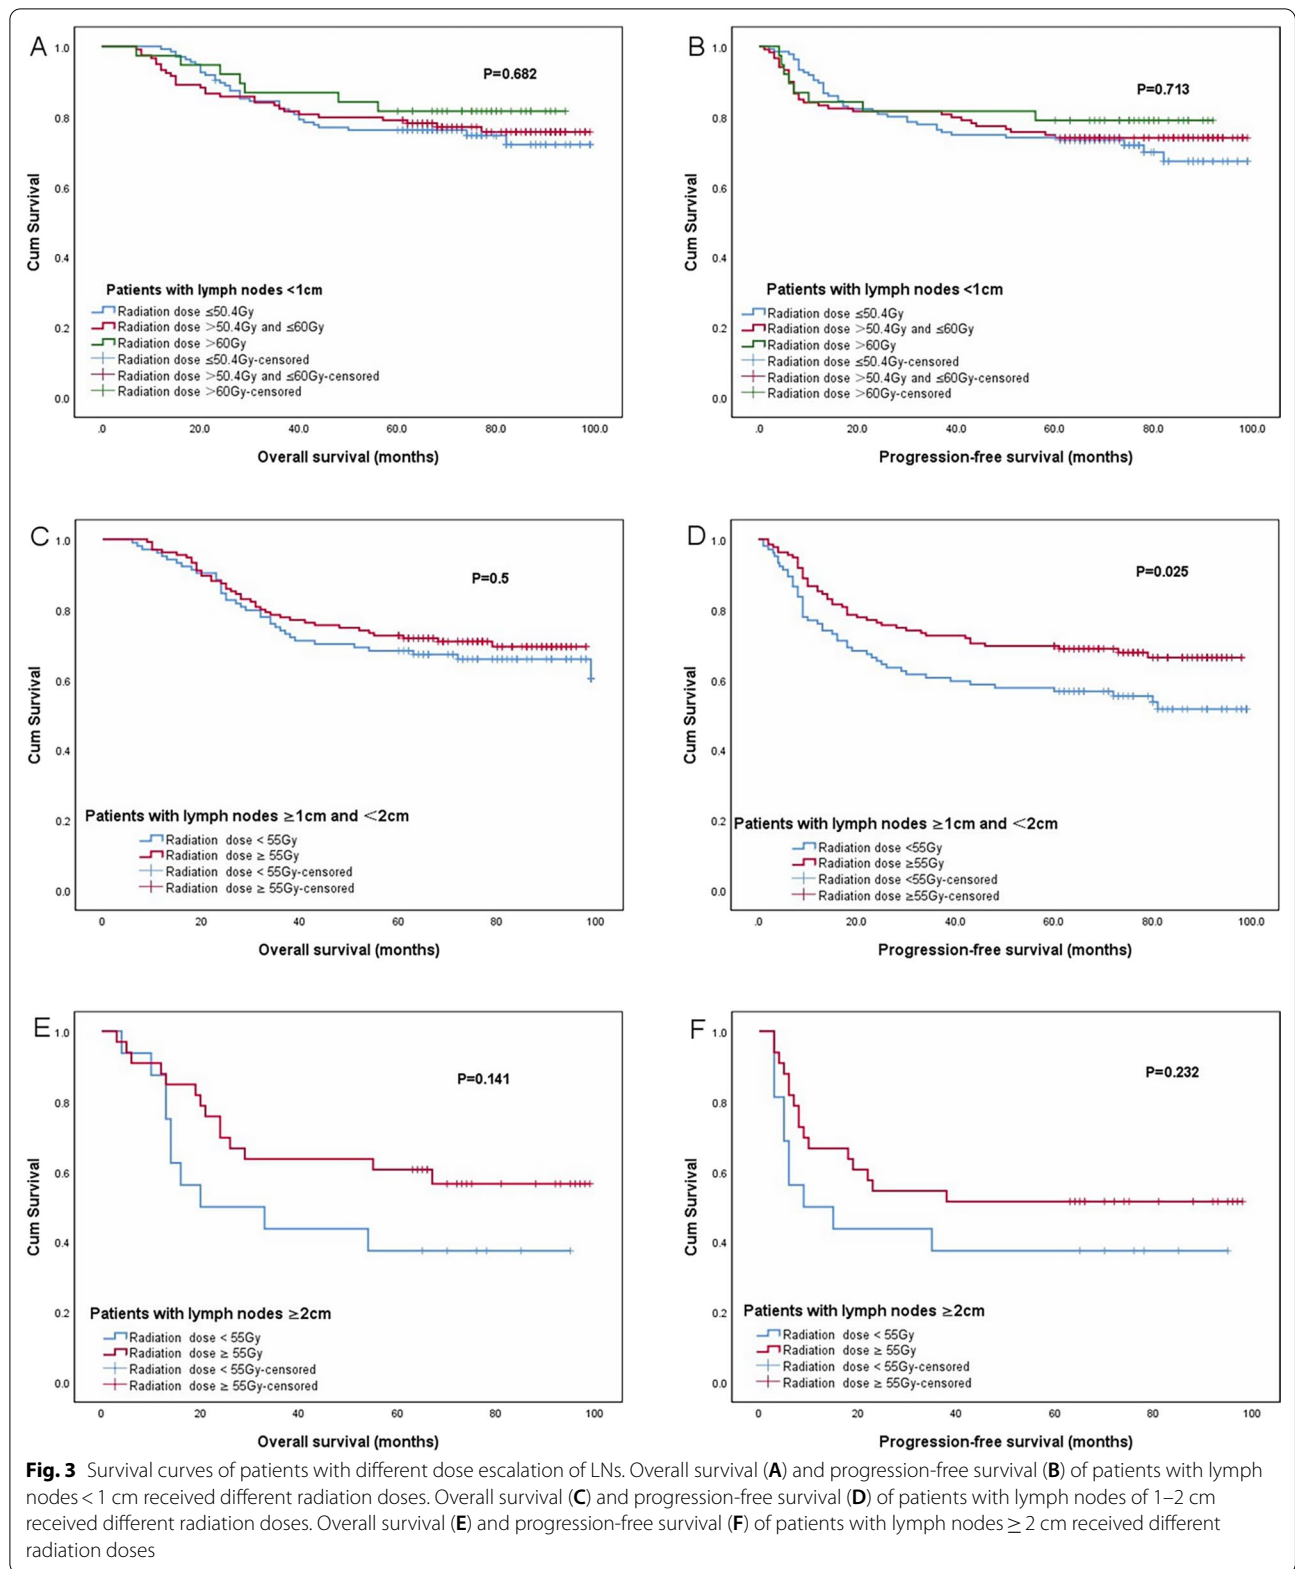 A
P=0.682
1.0
0.8
0.6
0.4
0.2
0.0
Cum Survival
Patients with lymph nodes <1cm
Radiation dose ≤50.4Gy
Radiation dose >50.4Gy and ≤60Gy
Radiation dose >60Gy
Radiation dose ≤50.4Gy-censored
Radiation dose >50.4Gy and ≤60Gy-censored
Radiation dose >60Gy-censored
.0 20.0 40.0 60.0 80.0 100.0
Overall survival (months)
B
P=0.713
1.0
0.8
0.6
0.4
0.2
0.0
Cum Survival
Patients with lymph nodes <1cm
Radiation dose ≤50.4Gy
Radiation dose >50.4Gy and ≤60Gy
Radiation dose >60Gy
Radiation dose ≤50.4Gy-censored
Radiation dose >50.4Gy and ≤60Gy-censored
Radiation dose >60Gy-censored
.0 20.0 40.0 60.0 80.0 100.0
Progression-free survival (months)
C
P=0.5
1.0
0.8
0.6
0.4
0.2
0.0
Cum Survival
Patients with lymph nodes ≥1cm and <2cm
Radiation dose < 55Gy
Radiation dose ≥ 55Gy
Radiation dose < 55Gy-censored
Radiation dose ≥ 55Gy-censored
0 20 40 60 80 100
Overall survival (months)
D
P=0.025
1.0
0.8
0.6
0.4
0.2
0.0
Cum Survival
Patients with lymph nodes ≥1cm and <2cm
Radiation dose <55Gy
Radiation dose ≥55Gy
Radiation dose <55Gy-censored
Radiation dose ≥55Gy-censored
.0 20.0 40.0 60.0 80.0 100.0
Progression-free survival (months)
E
P=0.141
1.0
0.8
0.6
0.4
0.2
0.0
Cum Survival
Patients with lymph nodes ≥2cm
Radiation dose < 55Gy
Radiation dose ≥ 55Gy
Radiation dose < 55Gy-censored
Radiation dose ≥ 55Gy-censored
0 20 40 60 80 100
Overall survival (months)
F
P=0.232
1.0
0.8
0.6
0.4
0.2
0.0
Cum Survival
Patients with lymph nodes ≥2cm
Radiation dose < 55Gy
Radiation dose ≥ 55Gy
Radiation dose < 55Gy-censored
Radiation dose ≥ 55Gy-censored
0 20 40 60 80 100
Progression-free survival (months)
Fig. 3 Survival curves of patients with different dose escalation of LNs. Overall survival (A) and progression-free survival (B) of patients with lymph
nodes < 1 cm received different radiation doses. Overall survival (C) and progression-free survival (D) of patients with lymph nodes of 1–2 cm
received different radiation doses. Overall survival (E) and progression-free survival (F) of patients with lymph nodes ≥ 2 cm received different
radiation doses